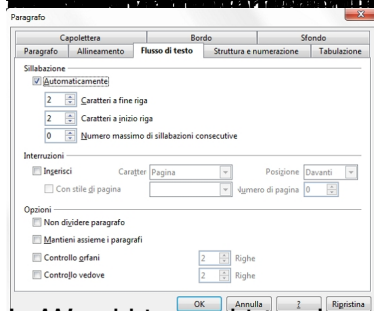 Paragrafo
Capolettera Bordo Sfondo
Paragrafo Allineamento Flusso di testo Struttura e numerazione Tabulazione
Sillabazione
Automaticamente
2 Caratteri a fine riga
2 Caratteri a inizio riga
0 Numero massimo di sillabazioni consecutive
Interruzioni
Inserisci Caratter Pagina Posizione Davanti
Con stile di pagina Numero di pagina 0
Opzioni
Non dividere paragrafo
Mantieni assieme i paragrafi
Controllo orfani 2 Righe
Controllo vedove 2 Righe
OK Annulla ? Ripristina